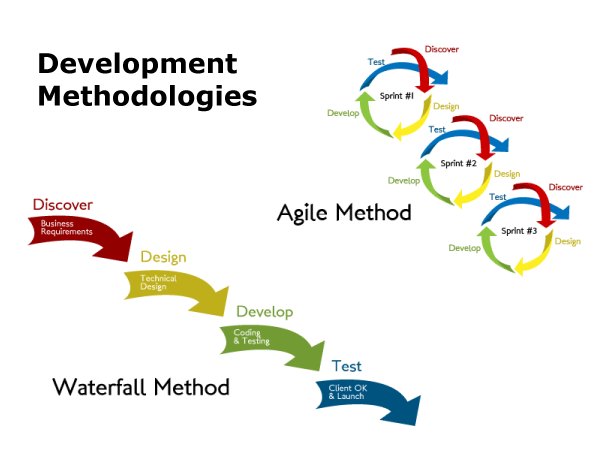 Development
Methodologies
Discover
Test
Sprint #1
Design
Develop
Discover
Test
Sprint #2
Design
Develop
Discover
Test
Sprint #3
Design
Develop
Agile Method
Discover
Business
Requirements
Design
Technical
Design
Develop
Coding
& Testing
Test
Client OK
& Launch
Waterfall Method